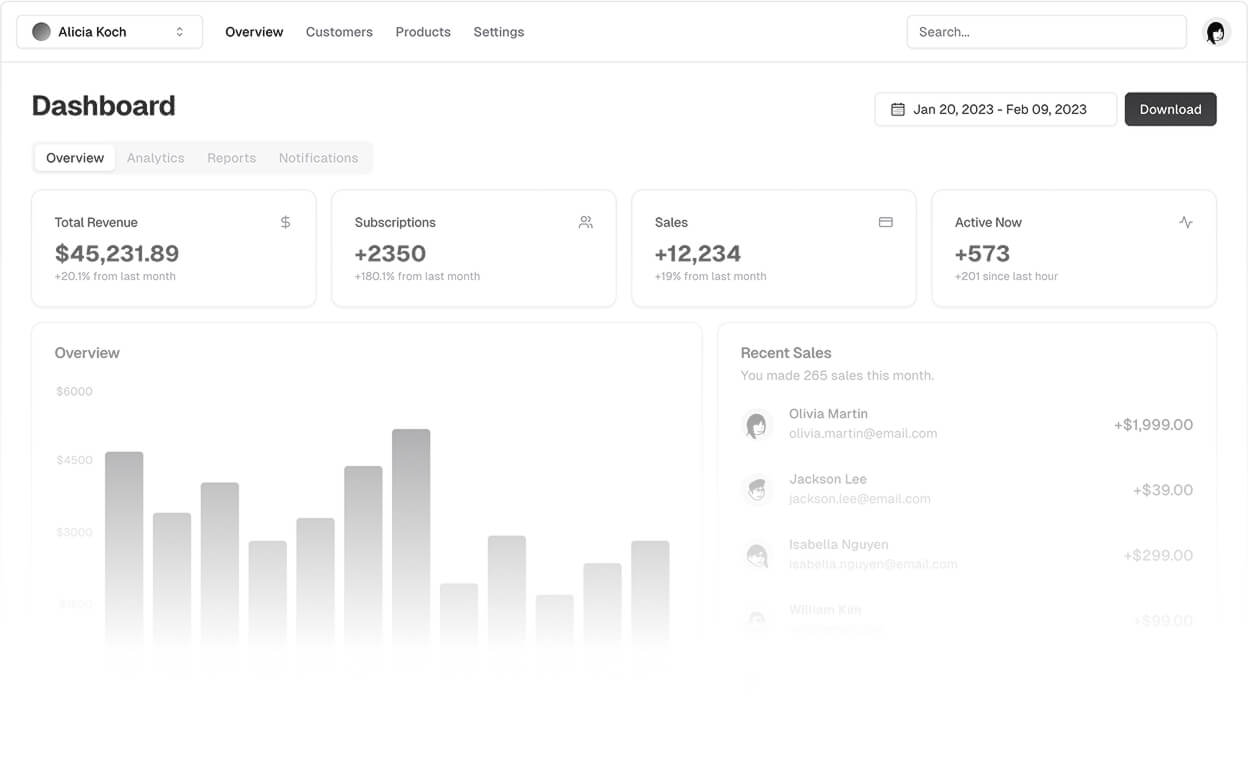 Alicia Koch
Overview
Customers
Products
Settings
Search...
Dashboard
Jan 20, 2023 - Feb 09, 2023
Download
Overview
Analytics
Reports
Notifications
Total Revenue
$45,231.89
+20.1% from last month
Subscriptions
+2350
+180.1% from last month
Sales
+12,234
+19% from last month
Active Now
+573
+201 since last hour
Overview
$6000
$4500
$3000
Recent Sales
You made 265 sales this month.
Olivia Martin
olivia.martin@email.com
+$1,999.00
Jackson Lee
jackson.lee@email.com
+$39.00
Isabella Nguyen
isabella.nguyen@email.com
+$299.00
William Kim
+$99.00